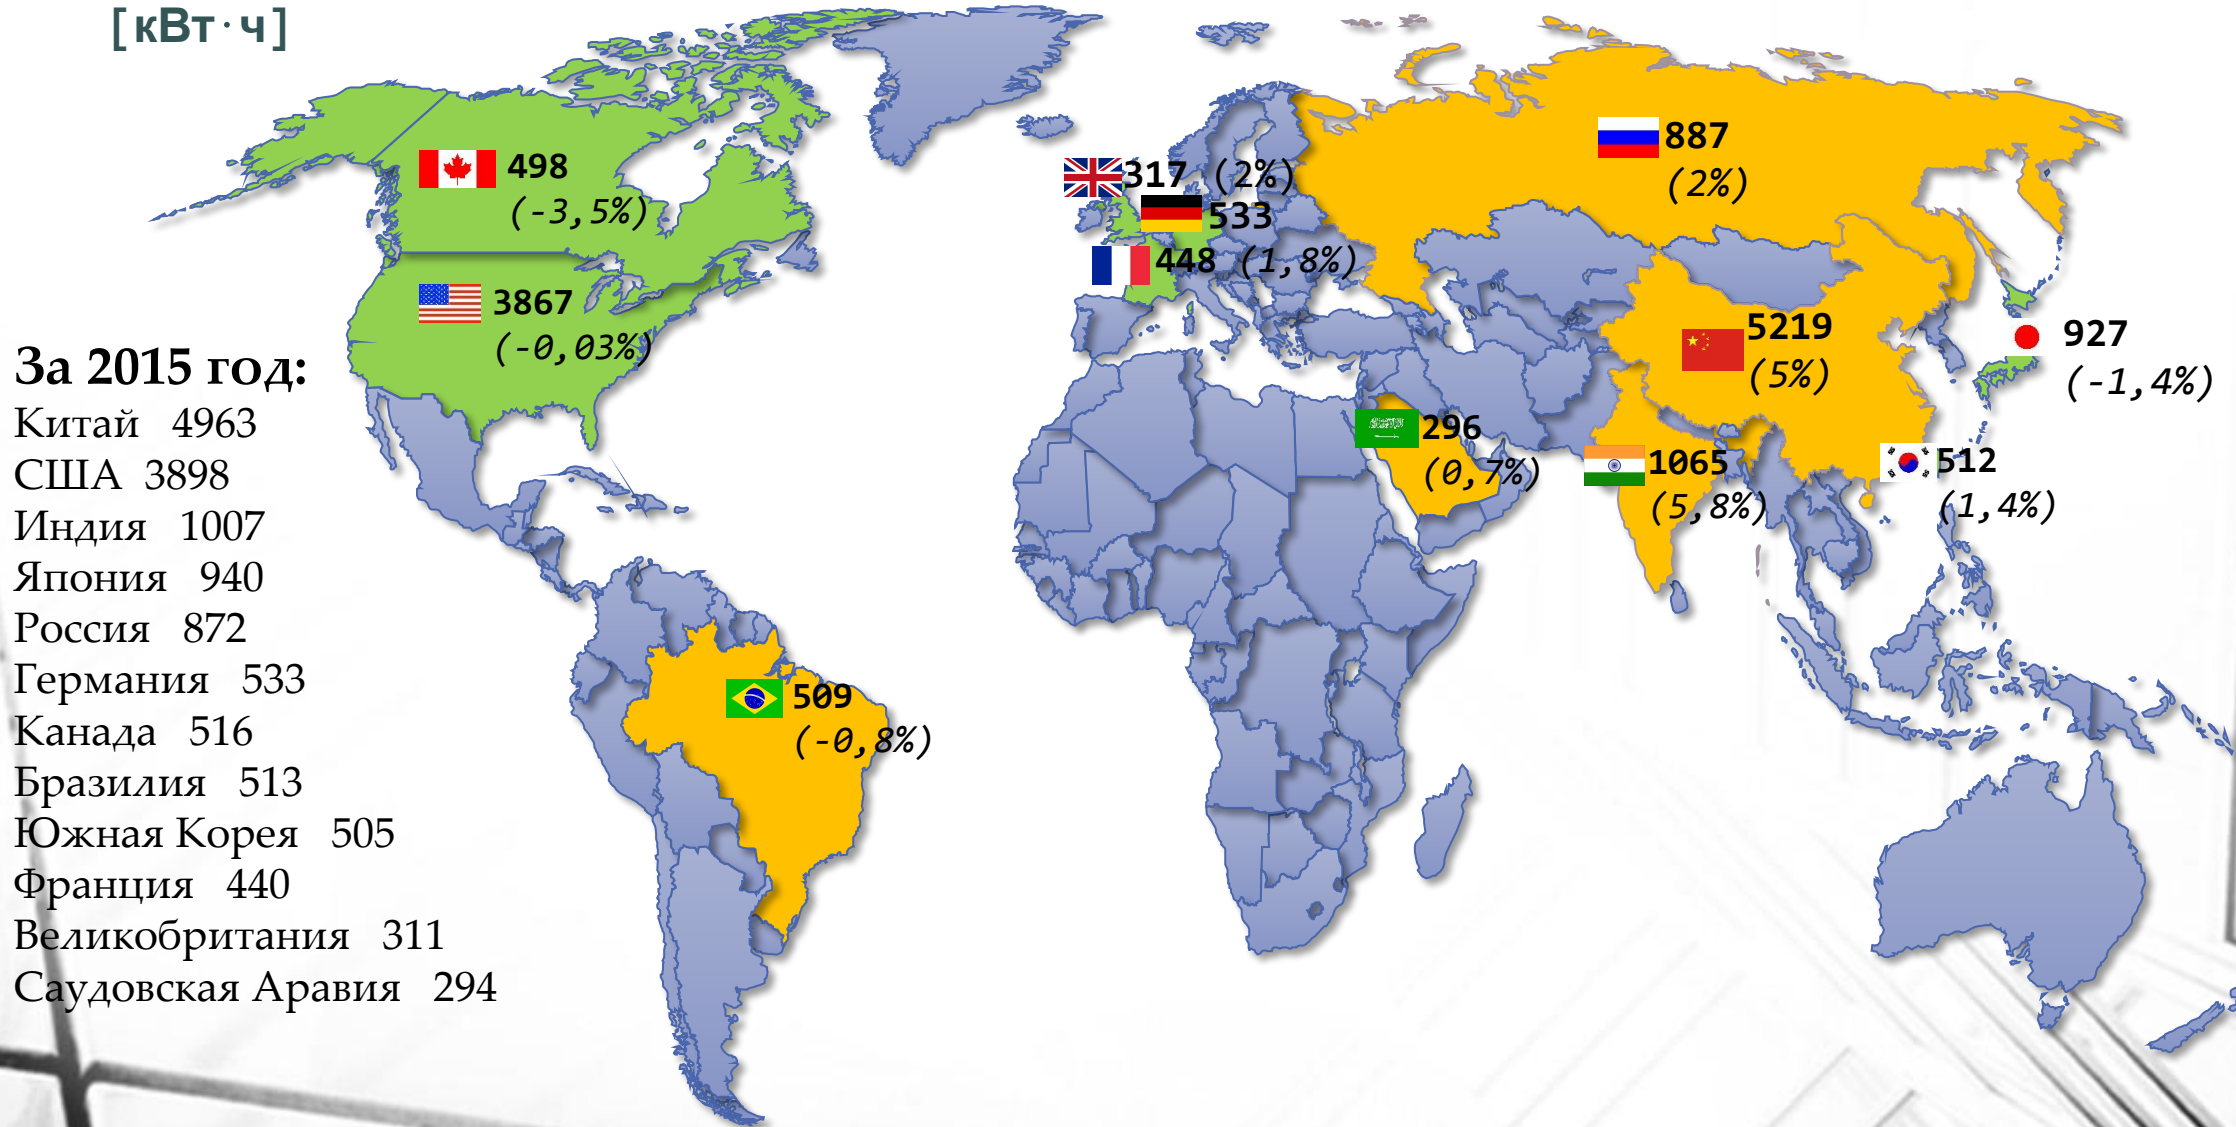 [кВт·ч]
498
(-3,5%)
3867
(-0,03%)
317 (2%)
533
448 (1,8%)
887
(2%)
5219
(5%)
927
(-1,4%)
296
(0,7%)
1065
(5,8%)
512
(1,4%)
509
(-0,8%)
За 2015 год:
Китай 4963
США 3898
Индия 1007
Япония 940
Россия 872
Германия 533
Канада 516
Бразилия 513
Южная Корея 505
Франция 440
Великобритания 311
Саудовская Аравия 294